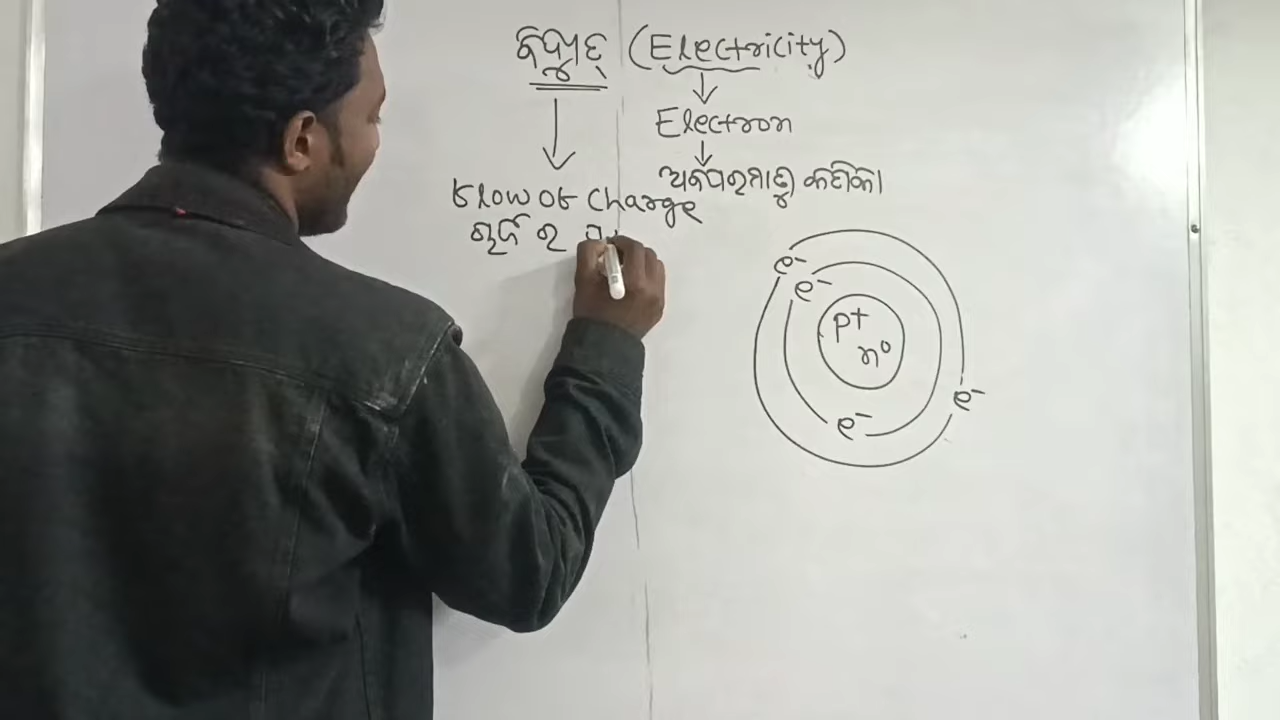 ବିଦ୍ୟୁତ୍ (Electricity)
Electron
ଅବପରମାଣୁ କଣିକା
Flow of Charge
ଚାର୍ଜ ର
e-
e-
p+
n0
e-
e-